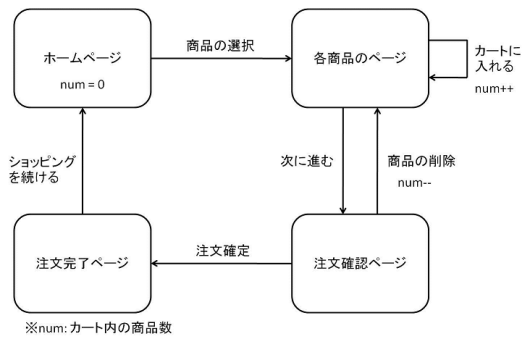 ホームページ
num = 0
商品の選択
各商品のページ
カートに
入れる
num++
ショッピング
を続ける
次に進む
商品の削除
num--
注文完了ページ
注文確定
注文確認ページ
※num: カート内の商品数